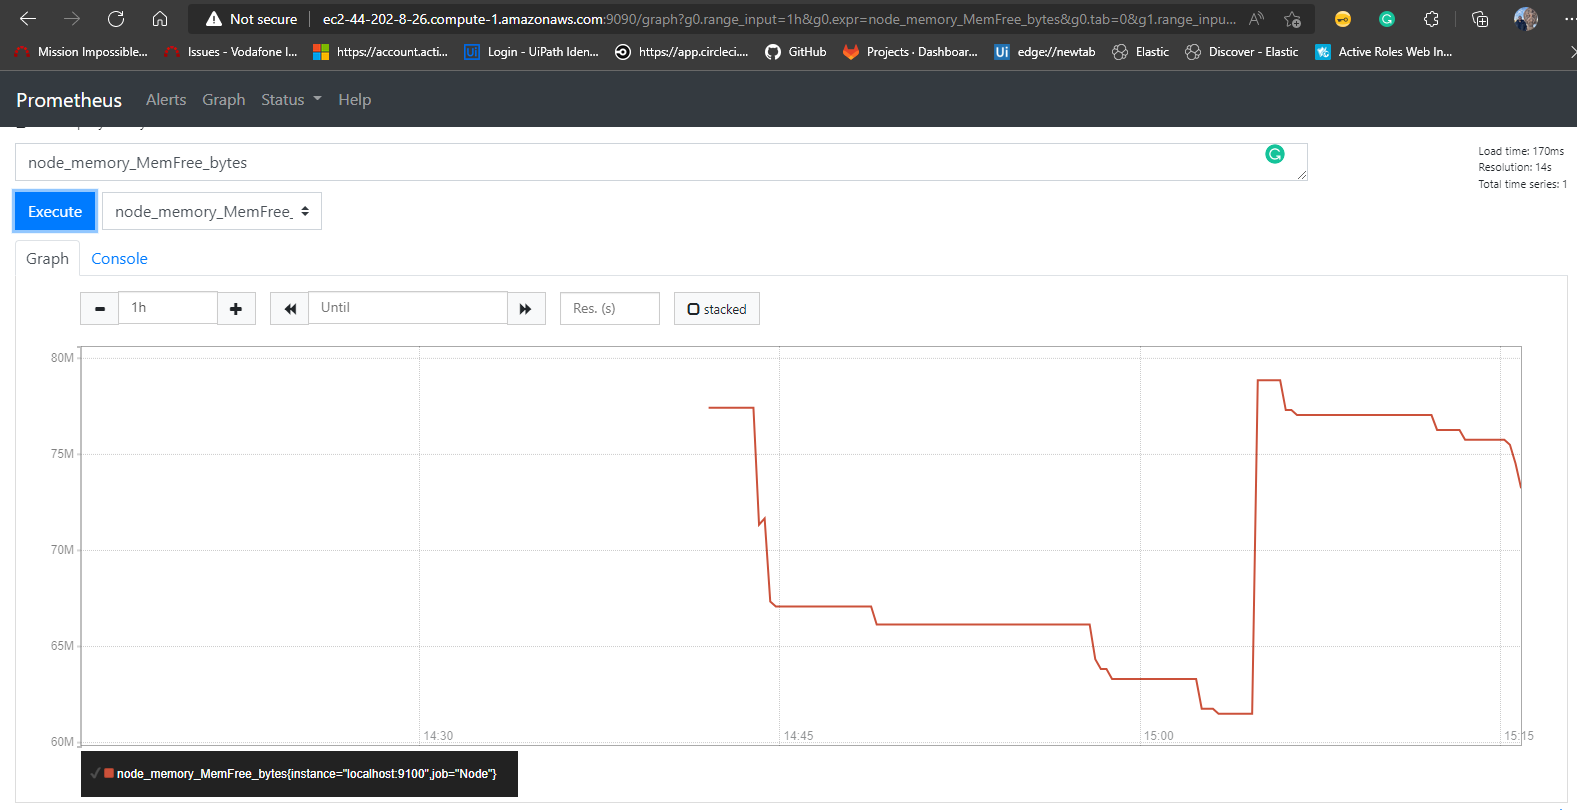 Not secure
ec2-44-202-8-26.compute-1.amazonaws.com:9090/graph?g0.range_input=1h&g0.expr=node_memory_MemFree_bytes&g0.tab=0&g1.range_inpu...
Mission Impossible... Issues - Vodafone I... https://account.acti... Login - UiPath Iden... https://app.circleci.... GitHub Projects · Dashboar... edge://newtab Elastic Discover - Elastic Active Roles Web In...
Prometheus Alerts Graph Status Help
node_memory_MemFree_bytes
Load time: 170ms
Resolution: 14s
Total time series: 1
Execute node_memory_MemFree_
Graph Console
1h Until Res. (s) stacked
80M
75M
70M
65M
60M
14:30 14:45 15:00 15:15
node_memory_MemFree_bytes{instance="localhost:9100",job="Node"}